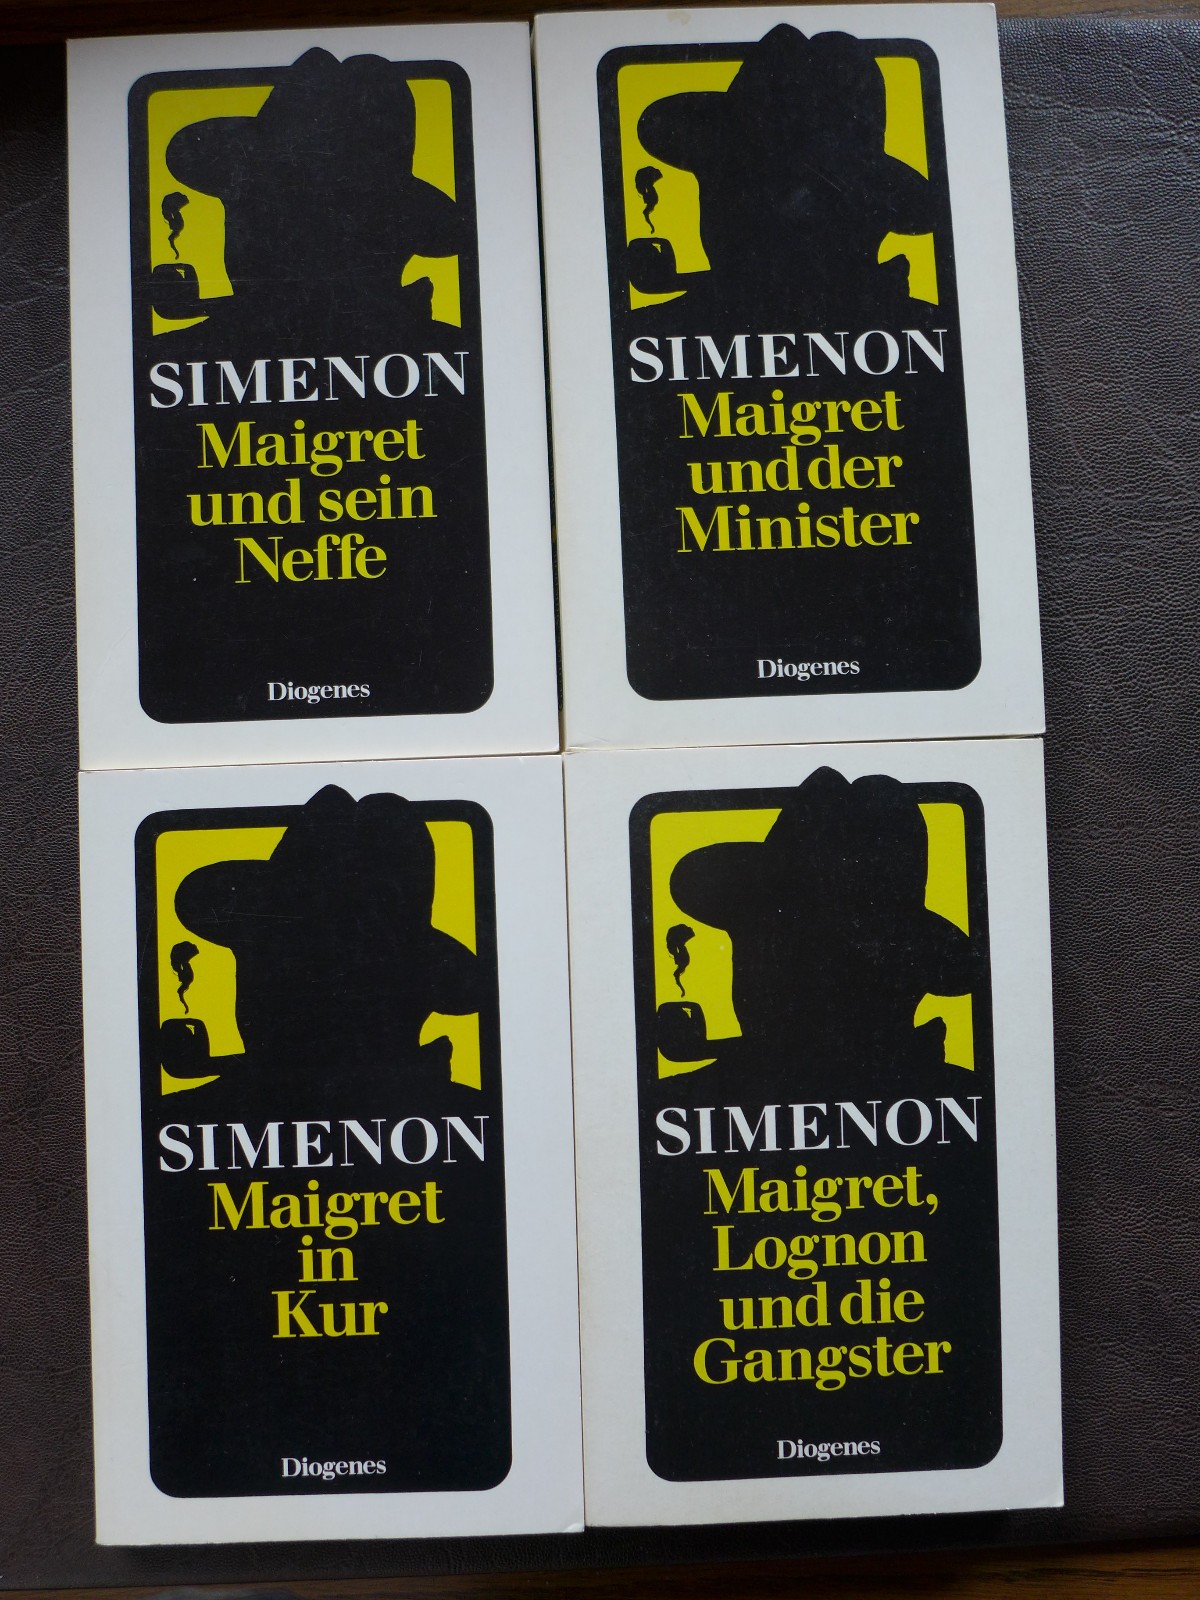 SIMENON
Maigret
und sein
Neffe
Diogenes
SIMENON
Maigret
und der
Minister
Diogenes
SIMENON
Maigret
in
Kur
Diogenes
SIMENON
Maigret,
Lognon
und die
Gangster
Diogenes